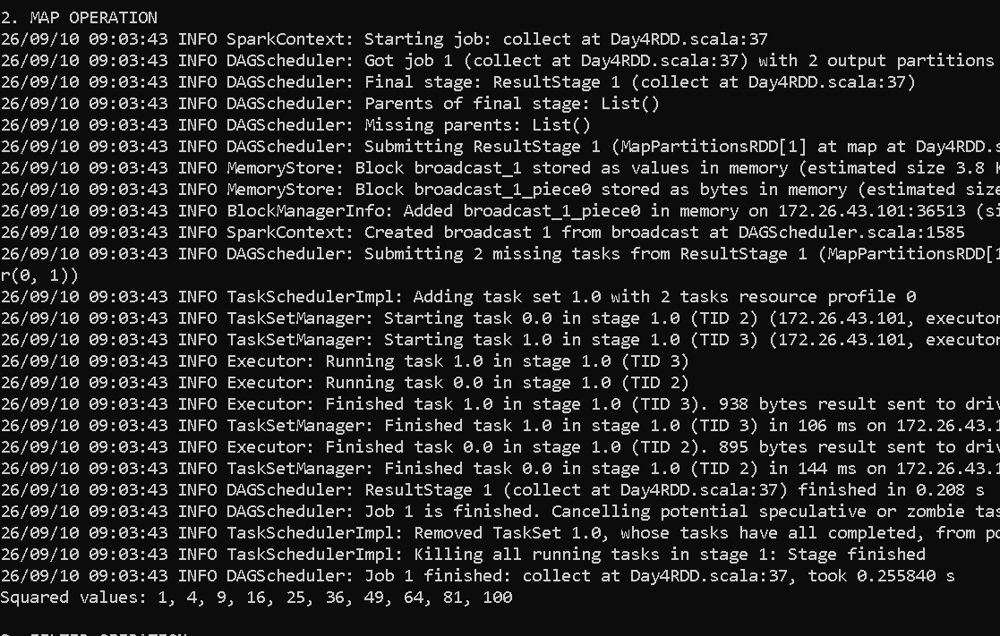 2. MAP OPERATION
26/09/10 09:03:43 INFO SparkContext: Starting job: collect at Day4RDD.scala:37
26/09/10 09:03:43 INFO DAGScheduler: Got job 1 (collect at Day4RDD.scala:37) with 2 output partitions
26/09/10 09:03:43 INFO DAGScheduler: Final stage: ResultStage 1 (collect at Day4RDD.scala:37)
26/09/10 09:03:43 INFO DAGScheduler: Parents of final stage: List()
26/09/10 09:03:43 INFO DAGScheduler: Missing parents: List()
26/09/10 09:03:43 INFO DAGScheduler: Submitting ResultStage 1 (MapPartitionsRDD[1] at map at Day4RDD.s
26/09/10 09:03:43 INFO MemoryStore: Block broadcast_1 stored as values in memory (estimated size 3.8 K
26/09/10 09:03:43 INFO MemoryStore: Block broadcast_1_piece0 stored as bytes in memory (estimated size
26/09/10 09:03:43 INFO BlockManagerInfo: Added broadcast_1_piece0 in memory on 172.26.43.101:36513 (si
26/09/10 09:03:43 INFO SparkContext: Created broadcast 1 from broadcast at DAGScheduler.scala:1585
26/09/10 09:03:43 INFO DAGScheduler: Submitting 2 missing tasks from ResultStage 1 (MapPartitionsRDD[1
r(0, 1))
26/09/10 09:03:43 INFO TaskSchedulerImpl: Adding task set 1.0 with 2 tasks resource profile 0
26/09/10 09:03:43 INFO TaskSetManager: Starting task 0.0 in stage 1.0 (TID 2) (172.26.43.101, executor
26/09/10 09:03:43 INFO TaskSetManager: Starting task 1.0 in stage 1.0 (TID 3) (172.26.43.101, executor
26/09/10 09:03:43 INFO Executor: Running task 1.0 in stage 1.0 (TID 3)
26/09/10 09:03:43 INFO Executor: Running task 0.0 in stage 1.0 (TID 2)
26/09/10 09:03:43 INFO Executor: Finished task 1.0 in stage 1.0 (TID 3). 938 bytes result sent to driv
26/09/10 09:03:43 INFO TaskSetManager: Finished task 1.0 in stage 1.0 (TID 3) in 106 ms on 172.26.43.1
26/09/10 09:03:43 INFO Executor: Finished task 0.0 in stage 1.0 (TID 2). 895 bytes result sent to driv
26/09/10 09:03:43 INFO TaskSetManager: Finished task 0.0 in stage 1.0 (TID 2) in 144 ms on 172.26.43.1
26/09/10 09:03:43 INFO DAGScheduler: ResultStage 1 (collect at Day4RDD.scala:37) finished in 0.208 s
26/09/10 09:03:43 INFO DAGScheduler: Job 1 is finished. Cancelling potential speculative or zombie tas
26/09/10 09:03:43 INFO TaskSchedulerImpl: Removed TaskSet 1.0, whose tasks have all completed, from po
26/09/10 09:03:43 INFO TaskSchedulerImpl: Killing all running tasks in stage 1: Stage finished
26/09/10 09:03:43 INFO DAGScheduler: Job 1 finished: collect at Day4RDD.scala:37, took 0.255840 s
Squared values: 1, 4, 9, 16, 25, 36, 49, 64, 81, 100